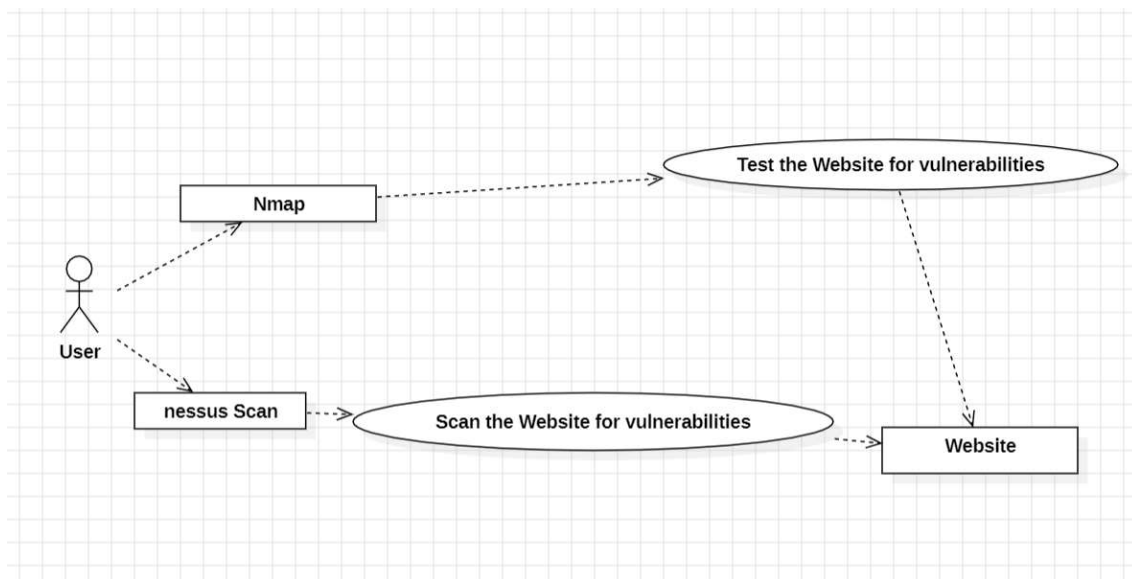 Test the Website for vulnerabilities
Nmap
User
nessus Scan
Scan the Website for vulnerabilities
Website